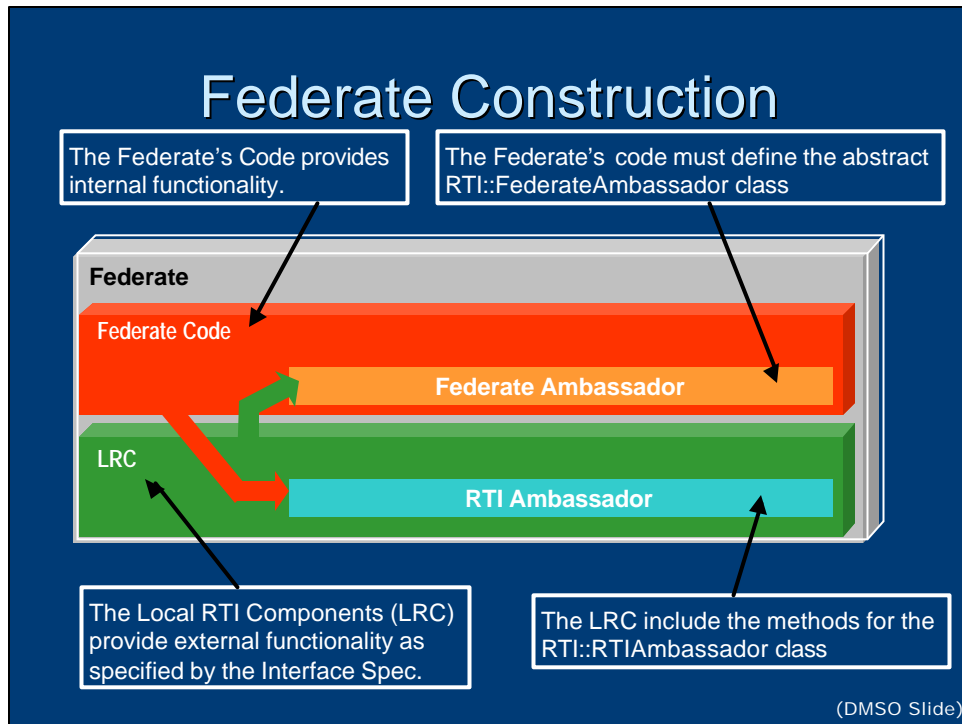 Federate Construction
The Federate's Code provides
internal functionality.
The Federate's code must define the abstract
RTI::FederateAmbassador class
Federate
Federate Code
Federate Ambassador
LRC
RTI Ambassador
The Local RTI Components (LRC)
provide external functionality as
specified by the Interface Spec.
The LRC include the methods for the
RTI::RTIAmbassador class
(DMSO Slide)